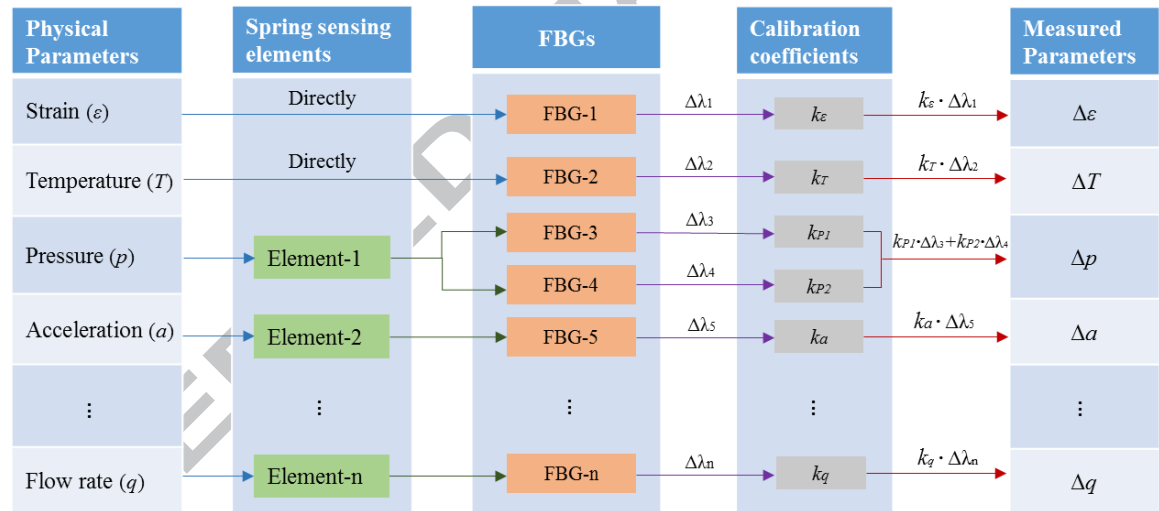 Physical
Parameters
Spring sensing
elements
FBGs
Calibration
coefficients
Measured
Parameters
Strain (ε)
Directly
FBG-1
Δλ1
kε
kε · Δλ1
Δε
Temperature (T)
Directly
FBG-2
Δλ2
kT
kT · Δλ2
ΔT
Pressure (p)
Element-1
FBG-3
Δλ3
kP1
FBG-4
Δλ4
kP2
kP1·Δλ3+kP2·Δλ4
Δp
Acceleration (a)
Element-2
FBG-5
Δλ5
ka
ka · Δλ5
Δa
⋮
⋮
⋮
⋮
⋮
Flow rate (q)
Element-n
FBG-n
Δλn
kq
kq · Δλn
Δq